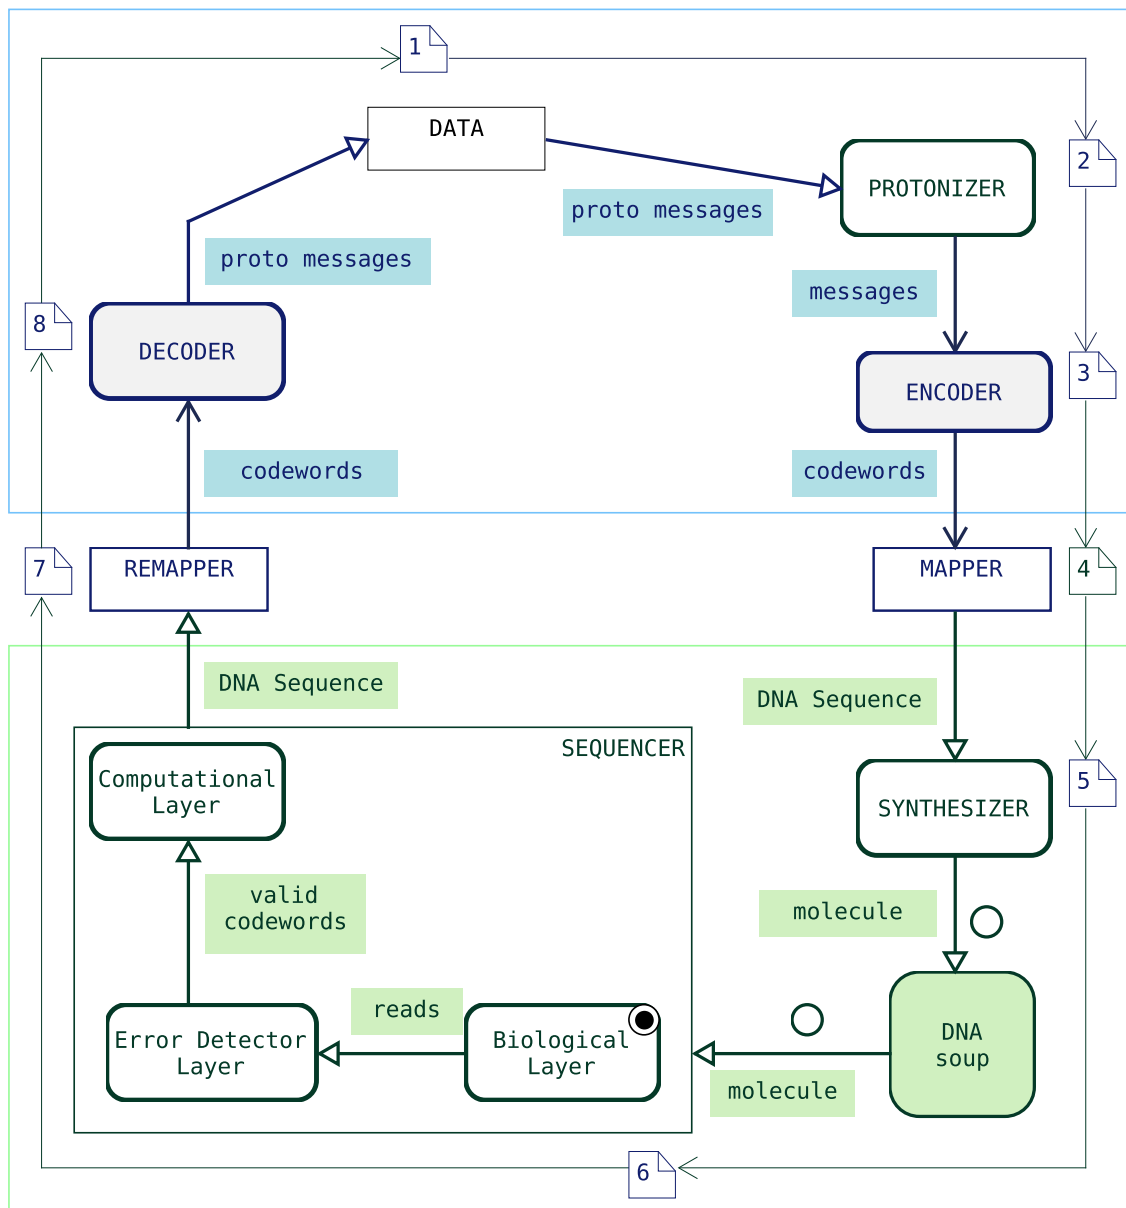 1
DATA
2
PROTONIZER
proto messages
proto messages
messages
8
DECODER
3
ENCODER
codewords
codewords
7
REMAPPER
MAPPER
4
DNA Sequence
DNA Sequence
SEQUENCER
Computational
Layer
5
SYNTHESIZER
valid
codewords
molecule
reads
Error Detector
Layer
Biological
Layer
DNA
soup
molecule
6